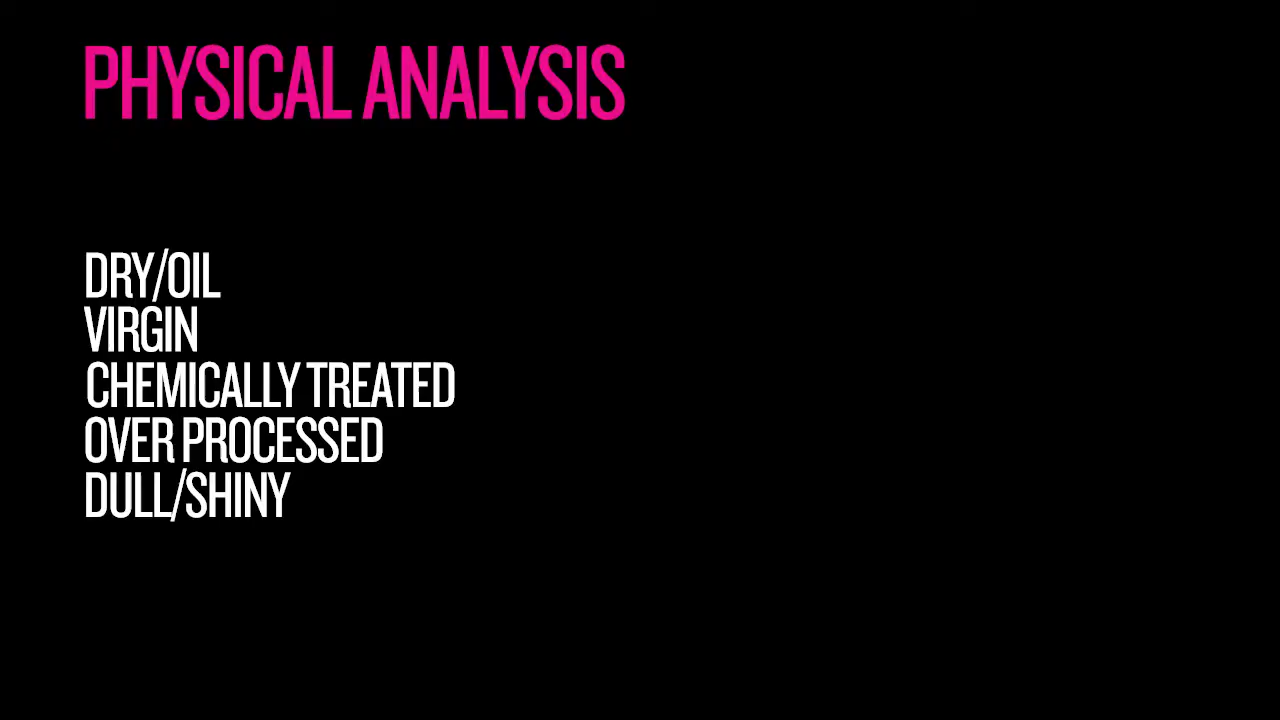 PHYSICAL ANALYSIS
DRY/OIL
VIRGIN
CHEMICALLY TREATED
OVER PROCESSED
DULL/SHINY